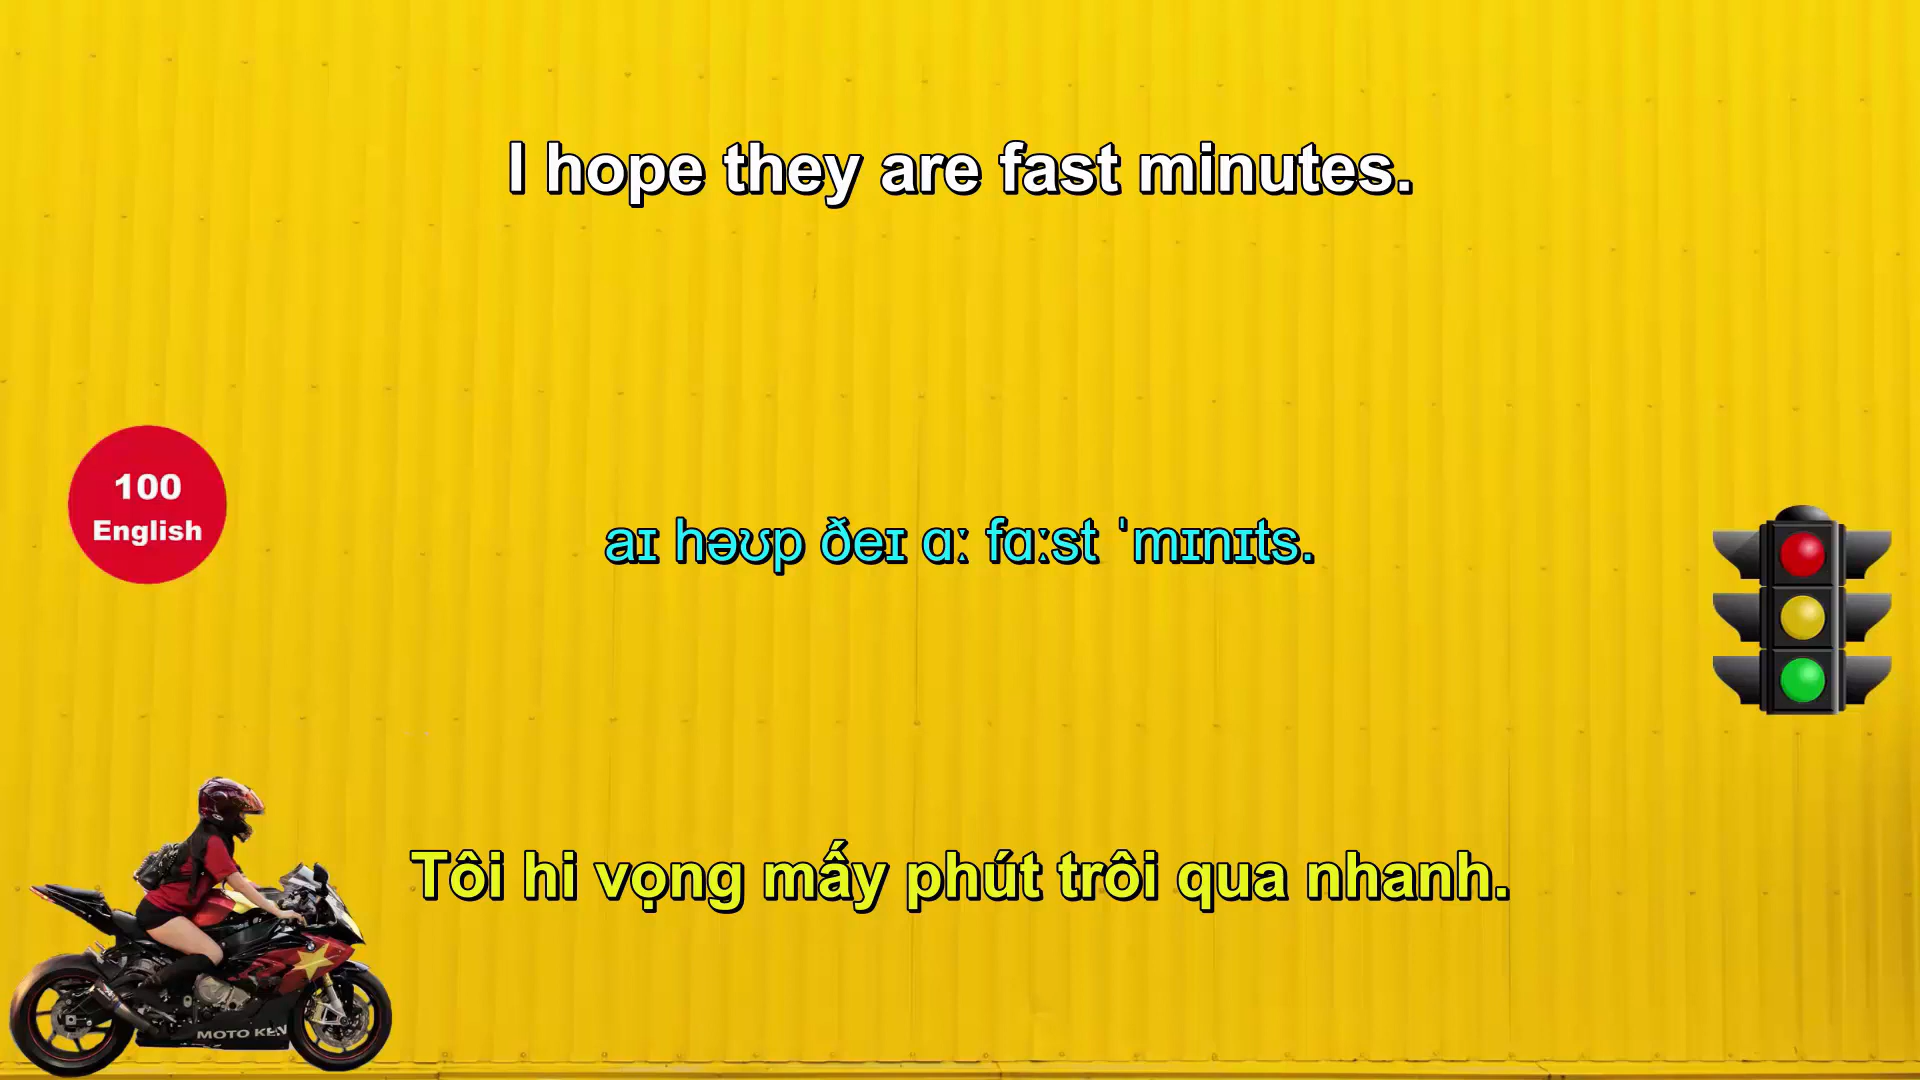 I hope they are fast minutes.
100
English
aɪ həʊp ðeɪ ɑː fɑːst ˈmɪnɪts.
Tôi hi vọng mấy phút trôi qua nhanh.
MOTO KEN